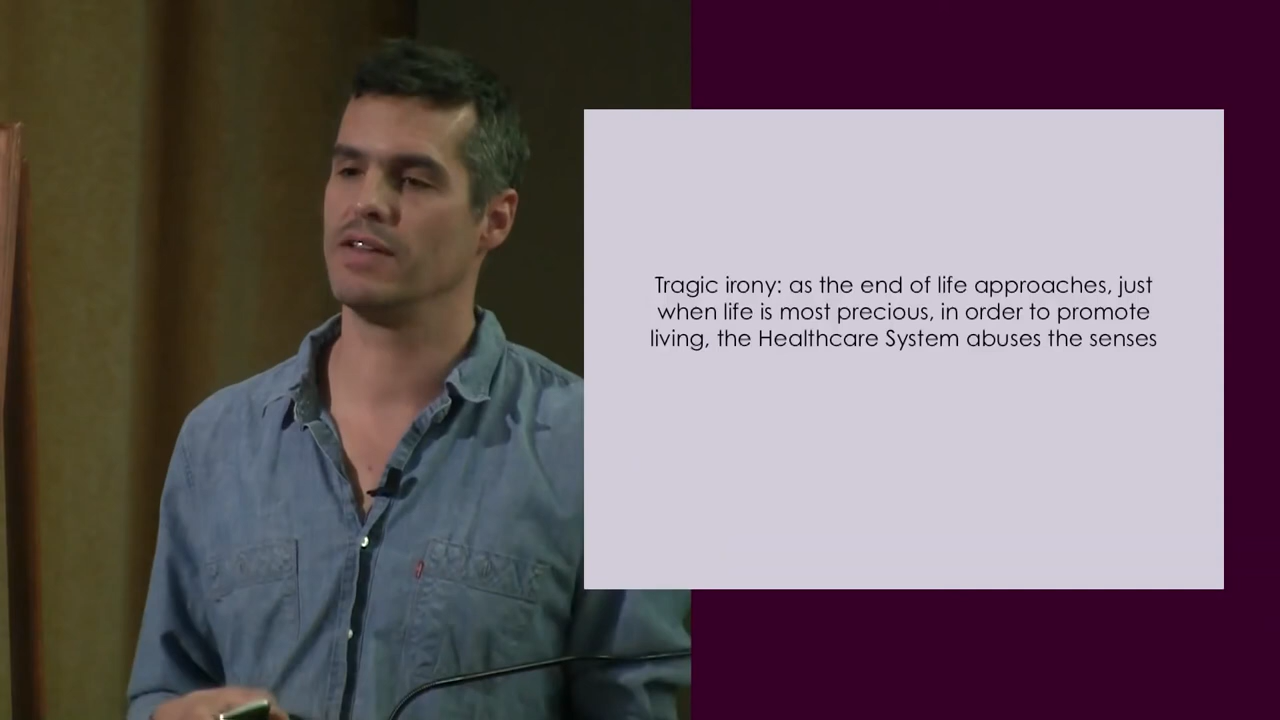 Tragic irony: as the end of life approaches, just
when life is most precious, in order to promote
living, the Healthcare System abuses the senses